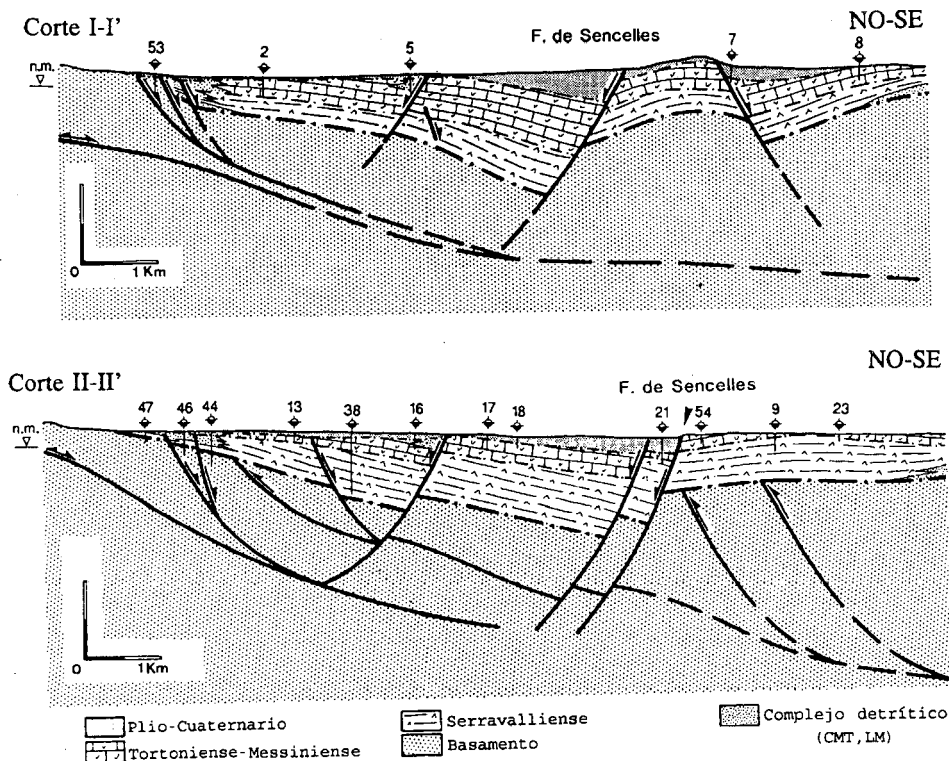 Corte I-I'
NO-SE
F. de Sencelles
53 2 5 7 8
n.m.
0 1 Km
Corte II-II'
NO-SE
F. de Sencelles
47 46 44 13 38 16 17 18 21 54 9 23
n.m.
0 1 Km
Plio-Cuaternario
Serravalliense
Complejo detrítico
Tortoniense-Messiniense
Basamento
(CMT, LM)